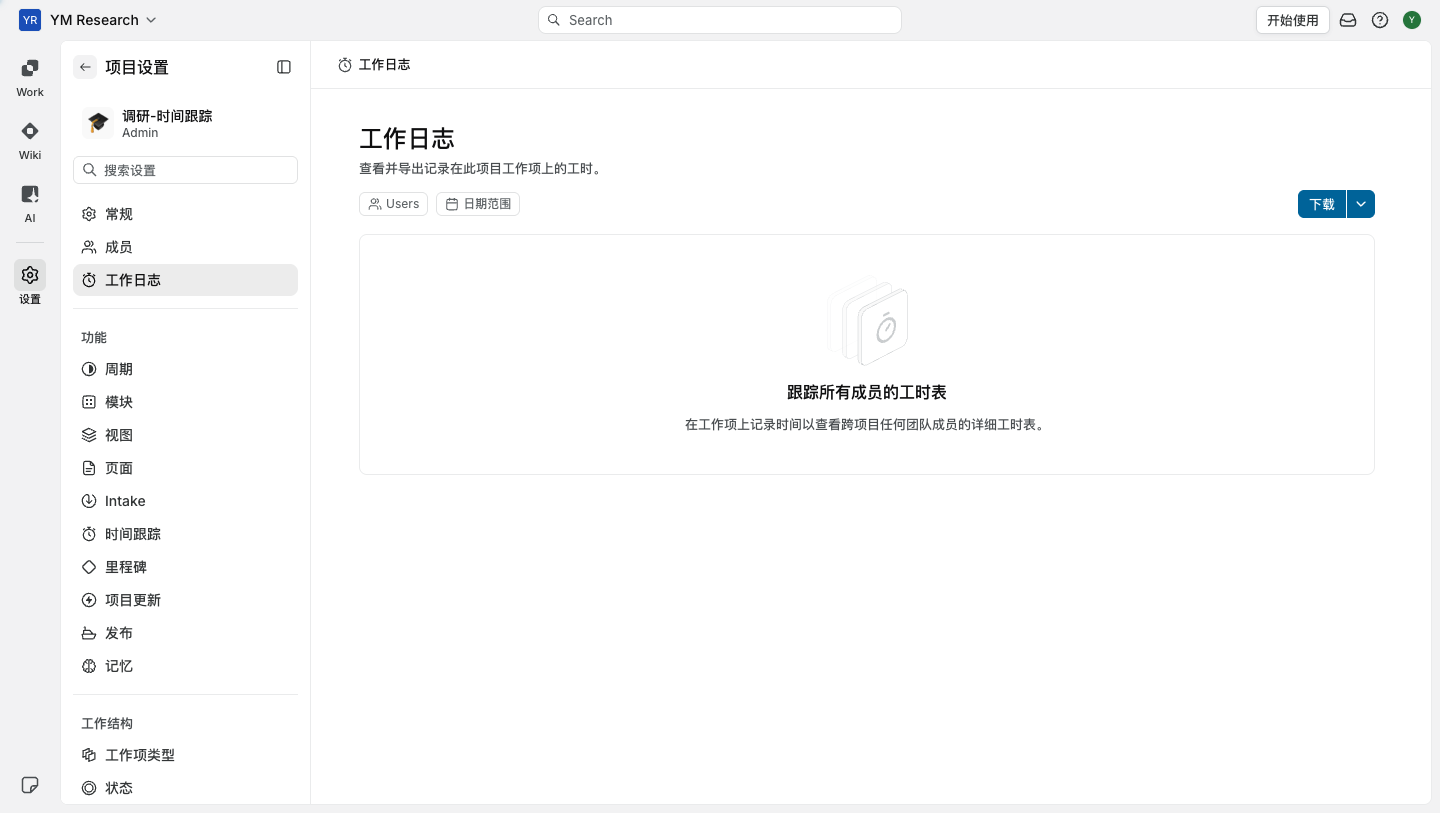 YR YM Research
Search
开始使用
Y
Work
Wiki
AI
设置
项目设置
调研-时间跟踪
Admin
搜索设置
常规
成员
工作日志
功能
周期
模块
视图
页面
Intake
时间跟踪
里程碑
项目更新
发布
记忆
工作结构
工作项类型
状态
工作日志
工作日志
查看并导出记录在此项目工作项上的工时。
Users 日期范围
下载
跟踪所有成员的工时表
在工作项上记录时间以查看跨项目任何团队成员的详细工时表。